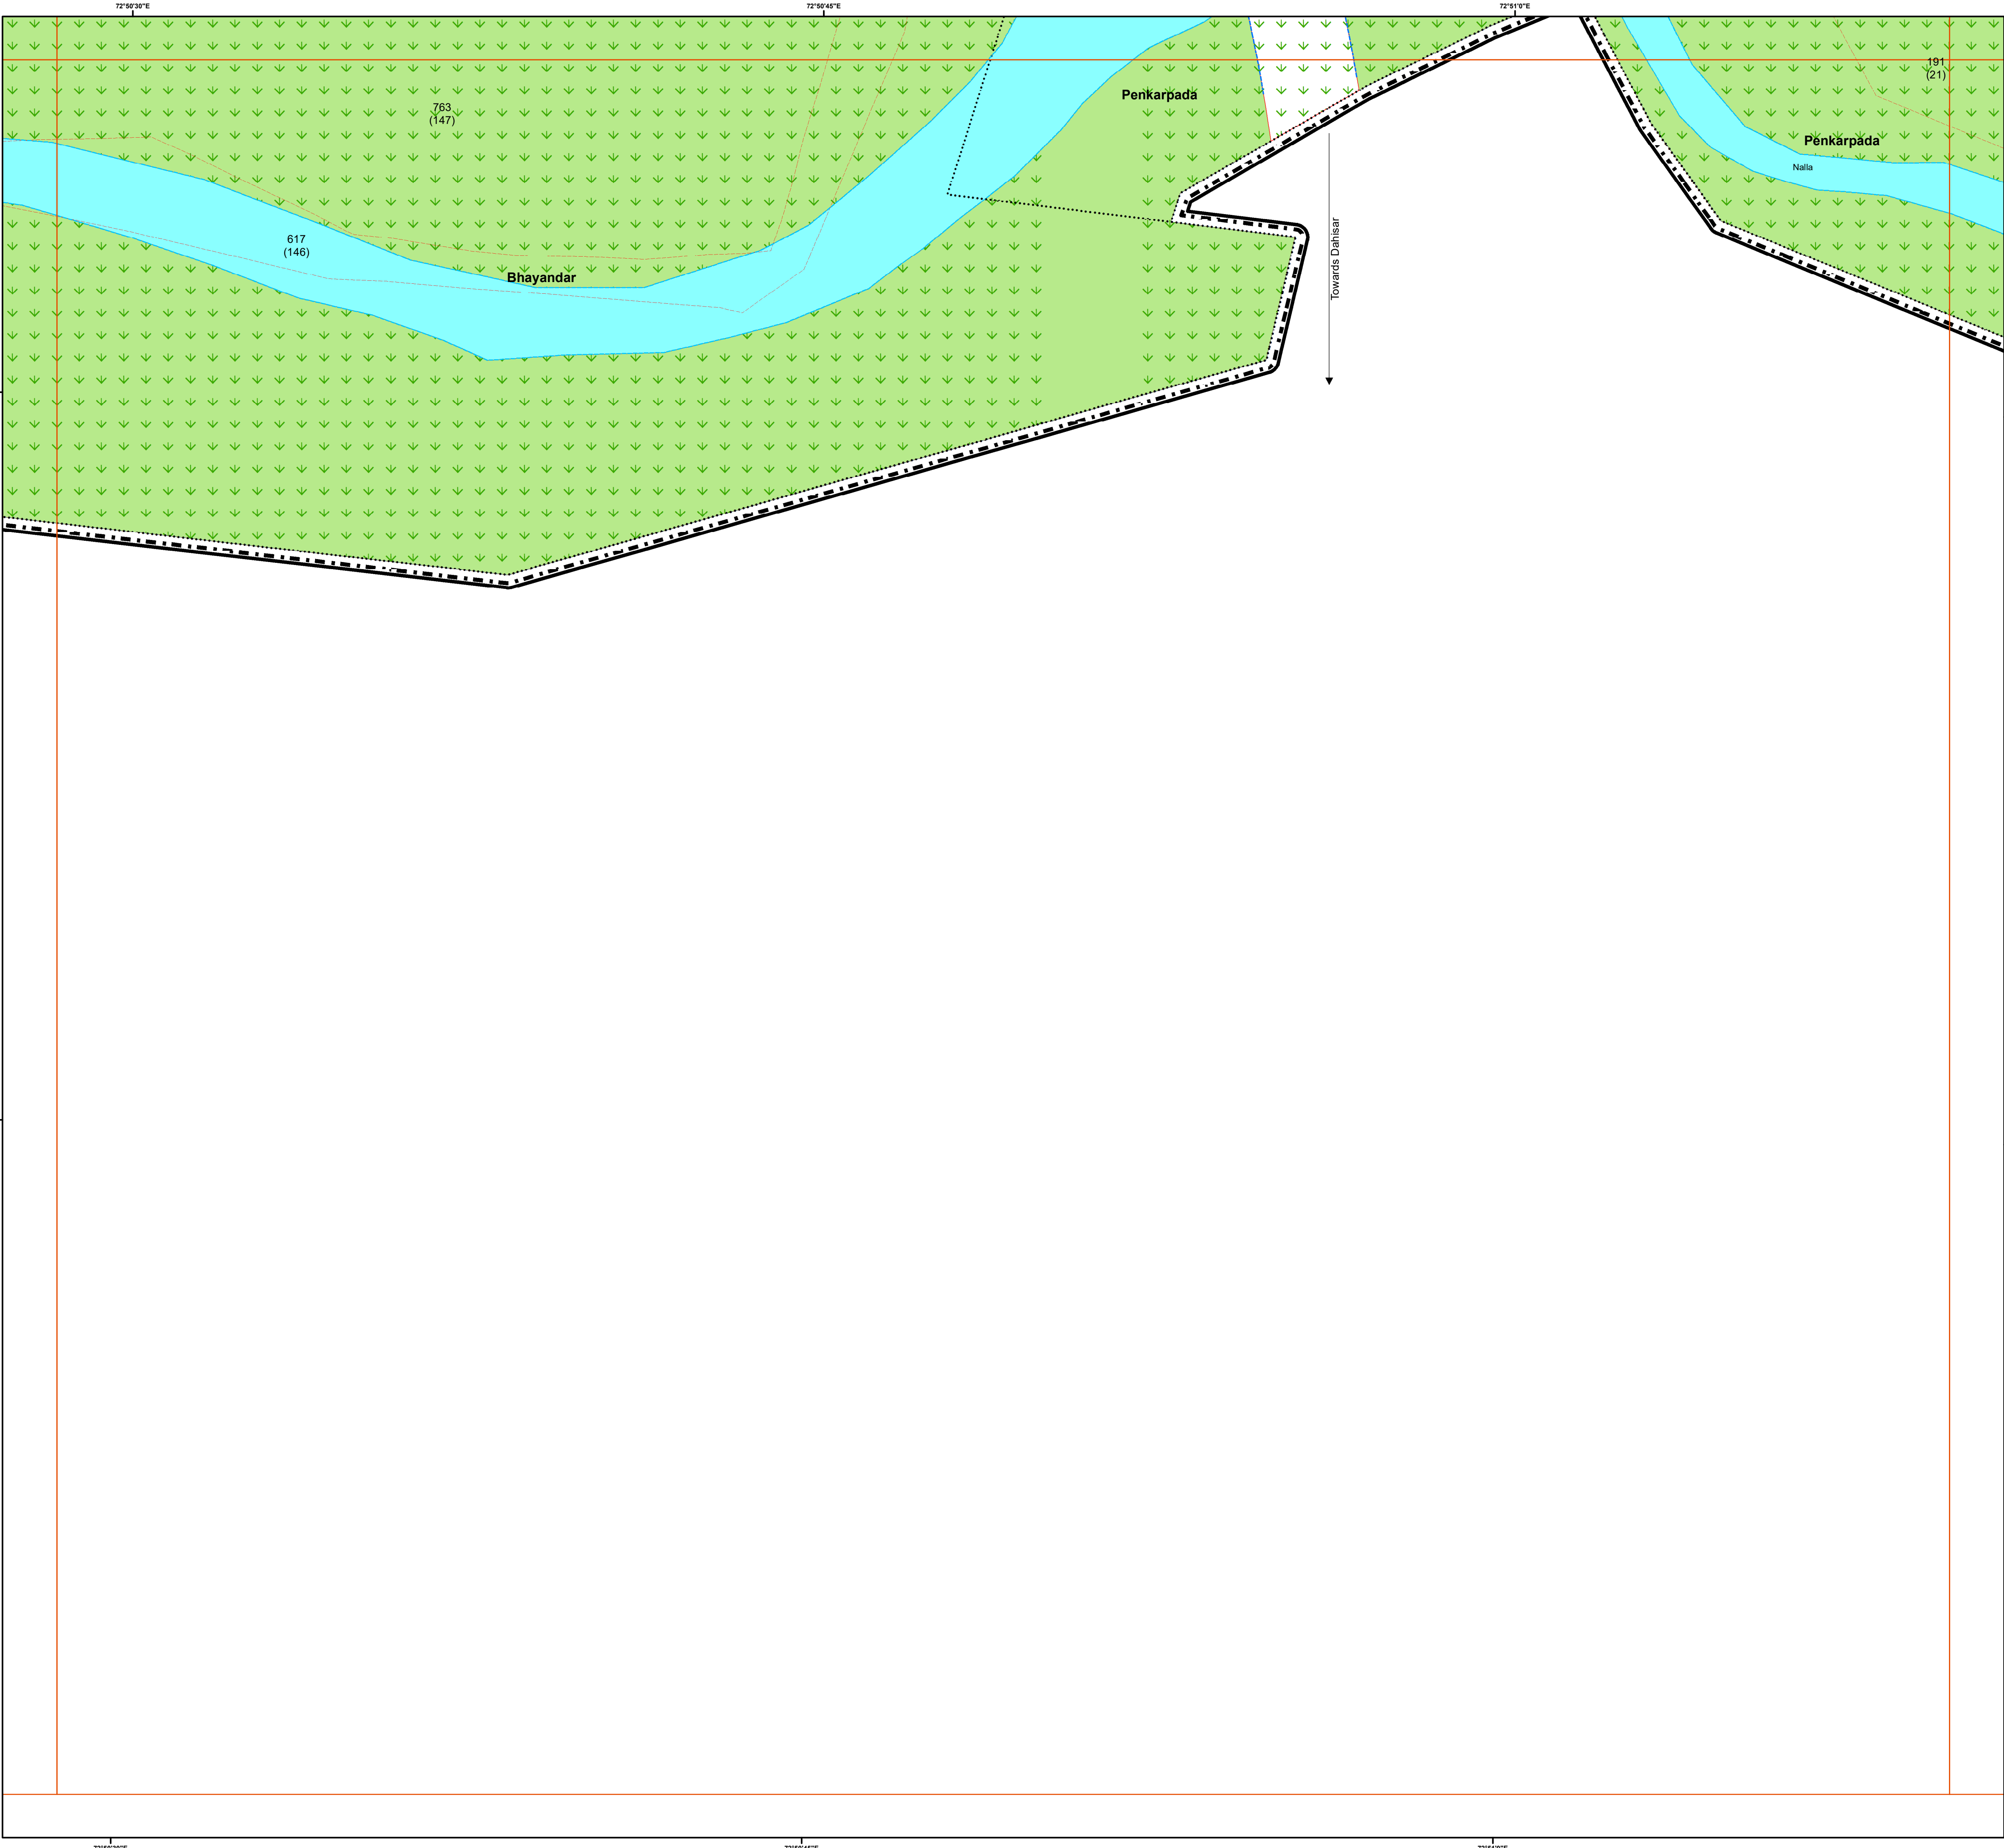 72°50'30"E
72°50'45"E
72°51'0"E
191
(21)
Penkarpada
763
(147)
Penkarpada
Nalla
617
(146)
Towards Dahisar
Bhayandar